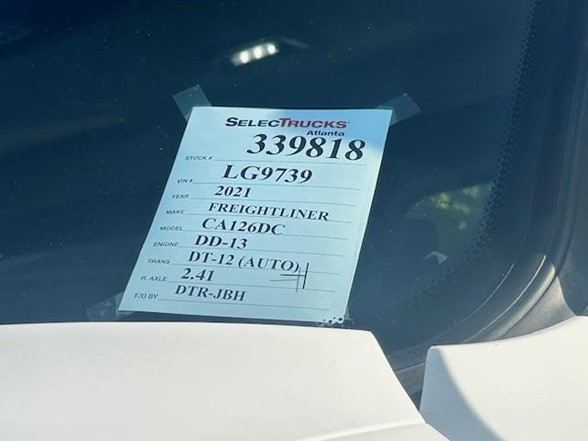 SELECTRUCKS
Atlanta
STOCK # 339818
VIN # LG9739
YEAR 2021
MAKE FREIGHTLINER
MODEL CA126DC
ENGINE DD-13
TRANS DT-12 (AUTO)
R. AXLE 2.41
F/D BY DTR-JBH